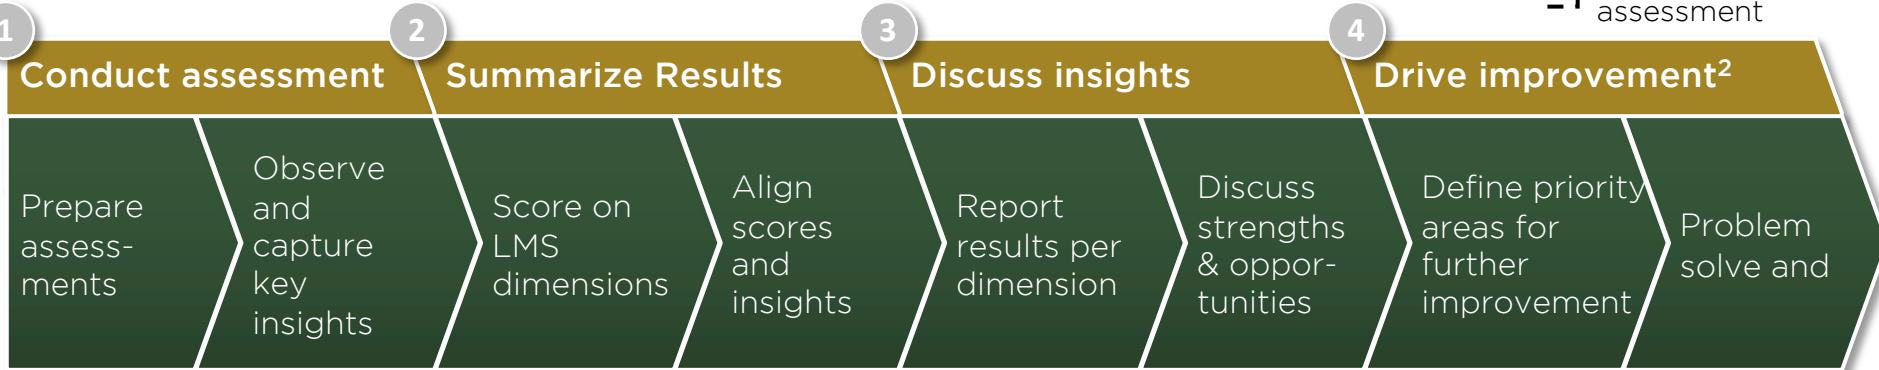 assessment
1
2
3
4
Conduct assessment
Summarize Results
Discuss insights
Drive improvement²
Prepare
assess-
ments
Observe
and
capture
key
insights
Score on
LMS
dimensions
Align
scores
and
insights
Report
results per
dimension
Discuss
strengths
& oppor-
tunities
Define priority
areas for
further
improvement
Problem
solve and